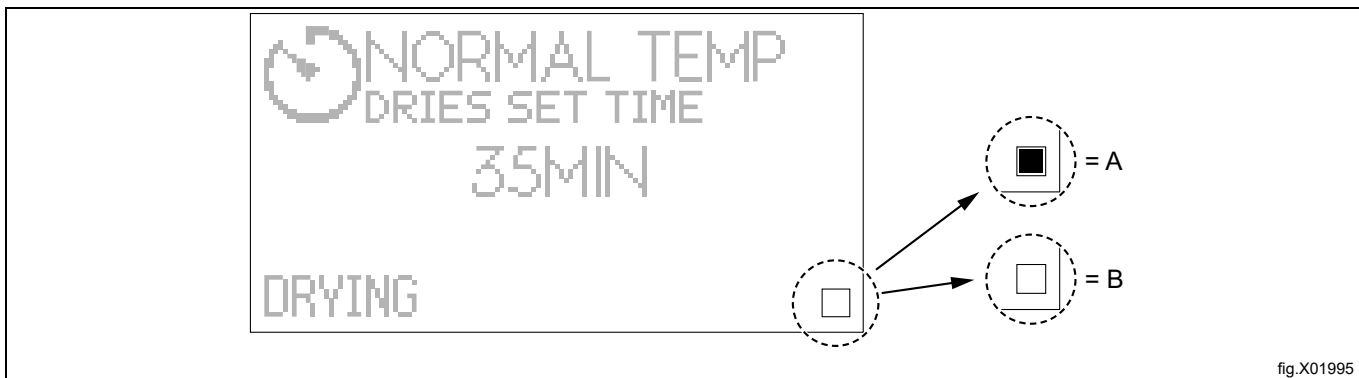 NORMAL TEMP
DRIES SET TIME
35MIN
DRYING
= A
= B
fig.X01995